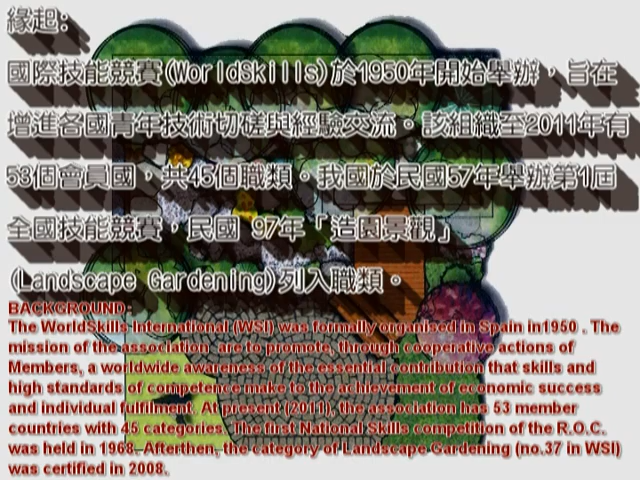 緣起:
國際技能競賽(WorldSkills)於1950年開始舉辦，旨在
增進各國青年技術切磋與經驗交流。該組織至2011年有
53個會員國，共45個職類。我國於民國57年舉辦第1屆
全國技能競賽，民國 97年「造園景觀」
(Landscape Gardening)列入職類。
BACKGROUND:
The WorldSkills International (WSI) was formally organised in Spain in1950 . The
mission of the association are to promote, through cooperative actions of
Members, a worldwide awareness of the essential contribution that skills and
high standards of competence make to the achievement of economic success
and individual fulfilment. At present (2011), the association has 53 member
countries with 45 categories. The first National Skills competition of the R.O.C.
was held in 1968. Afterthen, the category of Landscape Gardening (no.37 in WSI)
was certified in 2008.